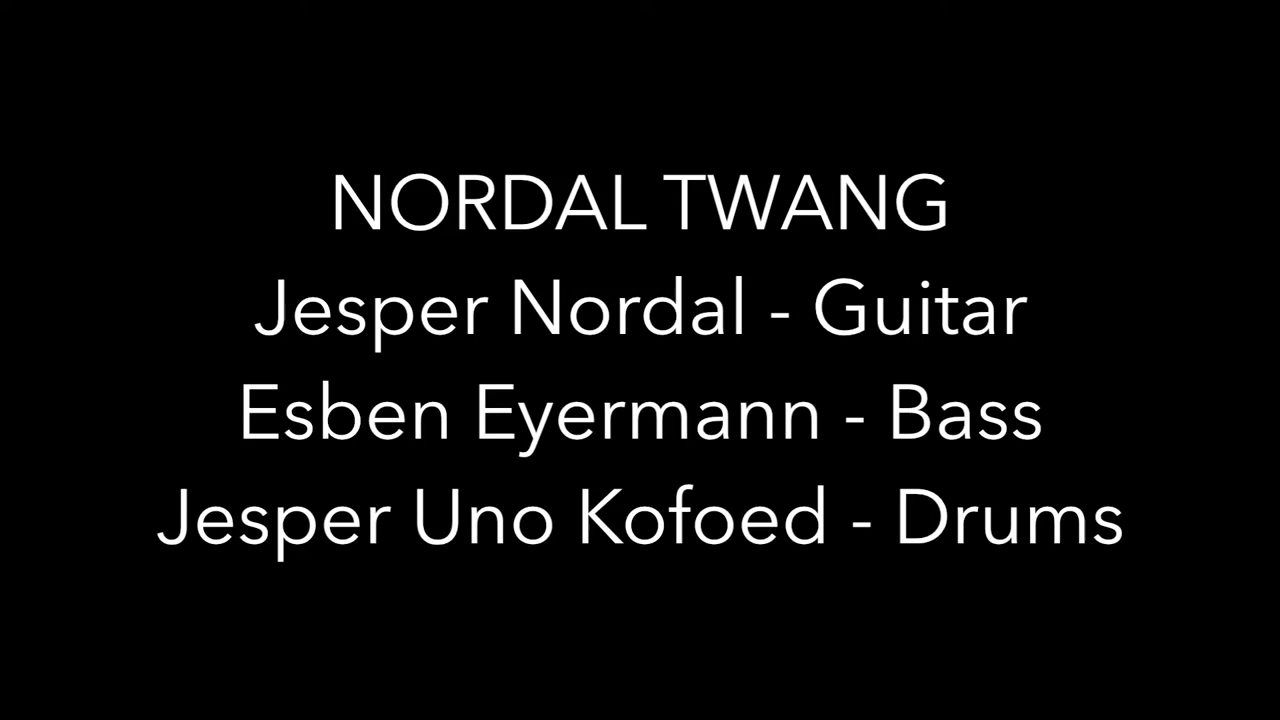 NORDAL TWANG
Jesper Nordal - Guitar
Esben Eyermann - Bass
Jesper Uno Kofoed - Drums